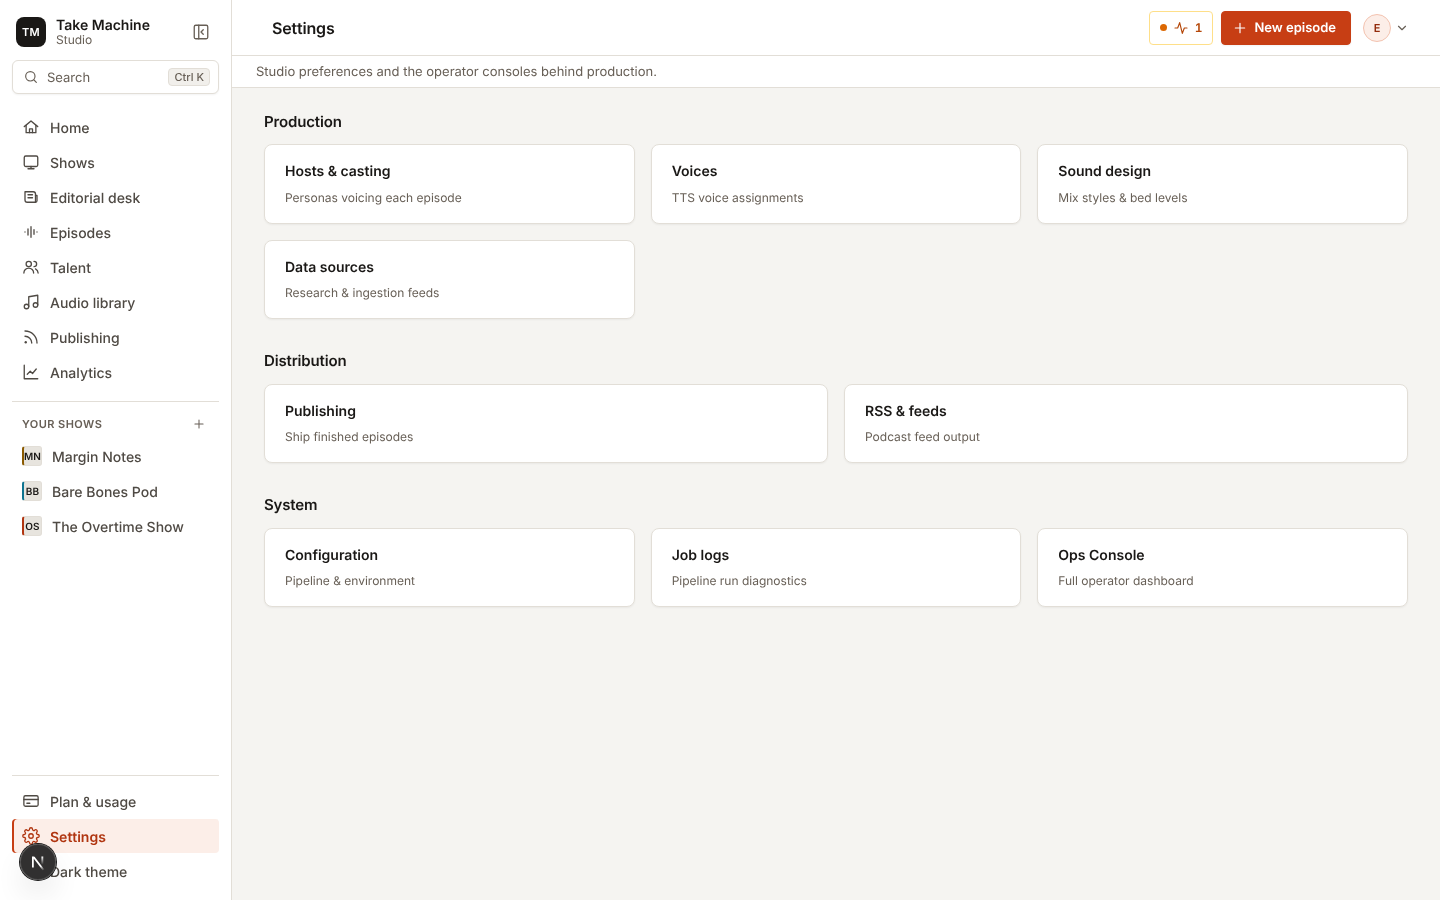 TM
Take Machine
Studio
Search
Ctrl K
Home
Shows
Editorial desk
Episodes
Talent
Audio library
Publishing
Analytics
YOUR SHOWS
MN
Margin Notes
BB
Bare Bones Pod
OS
The Overtime Show
Plan & usage
Settings
N
Dark theme
Settings
1
New episode
E
Studio preferences and the operator consoles behind production.
Production
Hosts & casting
Personas voicing each episode
Voices
TTS voice assignments
Sound design
Mix styles & bed levels
Data sources
Research & ingestion feeds
Distribution
Publishing
Ship finished episodes
RSS & feeds
Podcast feed output
System
Configuration
Pipeline & environment
Job logs
Pipeline run diagnostics
Ops Console
Full operator dashboard